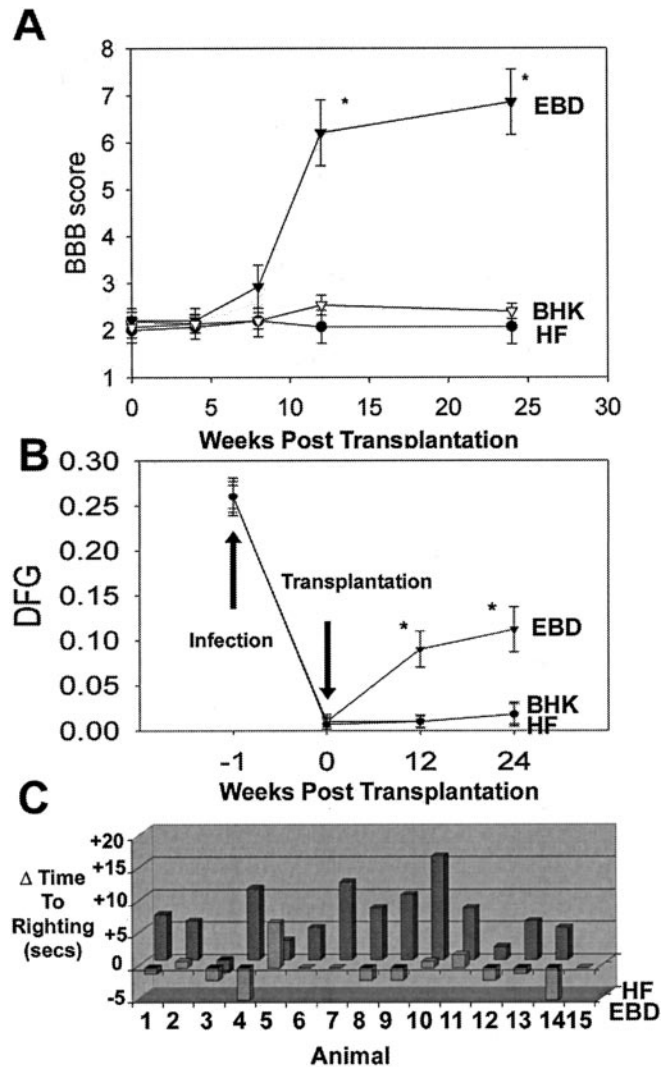 A
8
7
6
5
4
3
2
1
BBB score
* * EBD
BHK
HF
0 5 10 15 20 25 30
Weeks Post Transplantation
B
0.30
0.25
0.20
0.15
0.10
0.05
0.00
DFG
Infection
Transplantation
* * EBD
BHK
HF
-1 0 12 24
Weeks Post Transplantation
C
+20
+15
+10
+5
0
-5
Δ Time
To
Righting
(secs)
HF
EBD
1 2 3 4 5 6 7 8 9 10 11 12 13 14 15
Animal